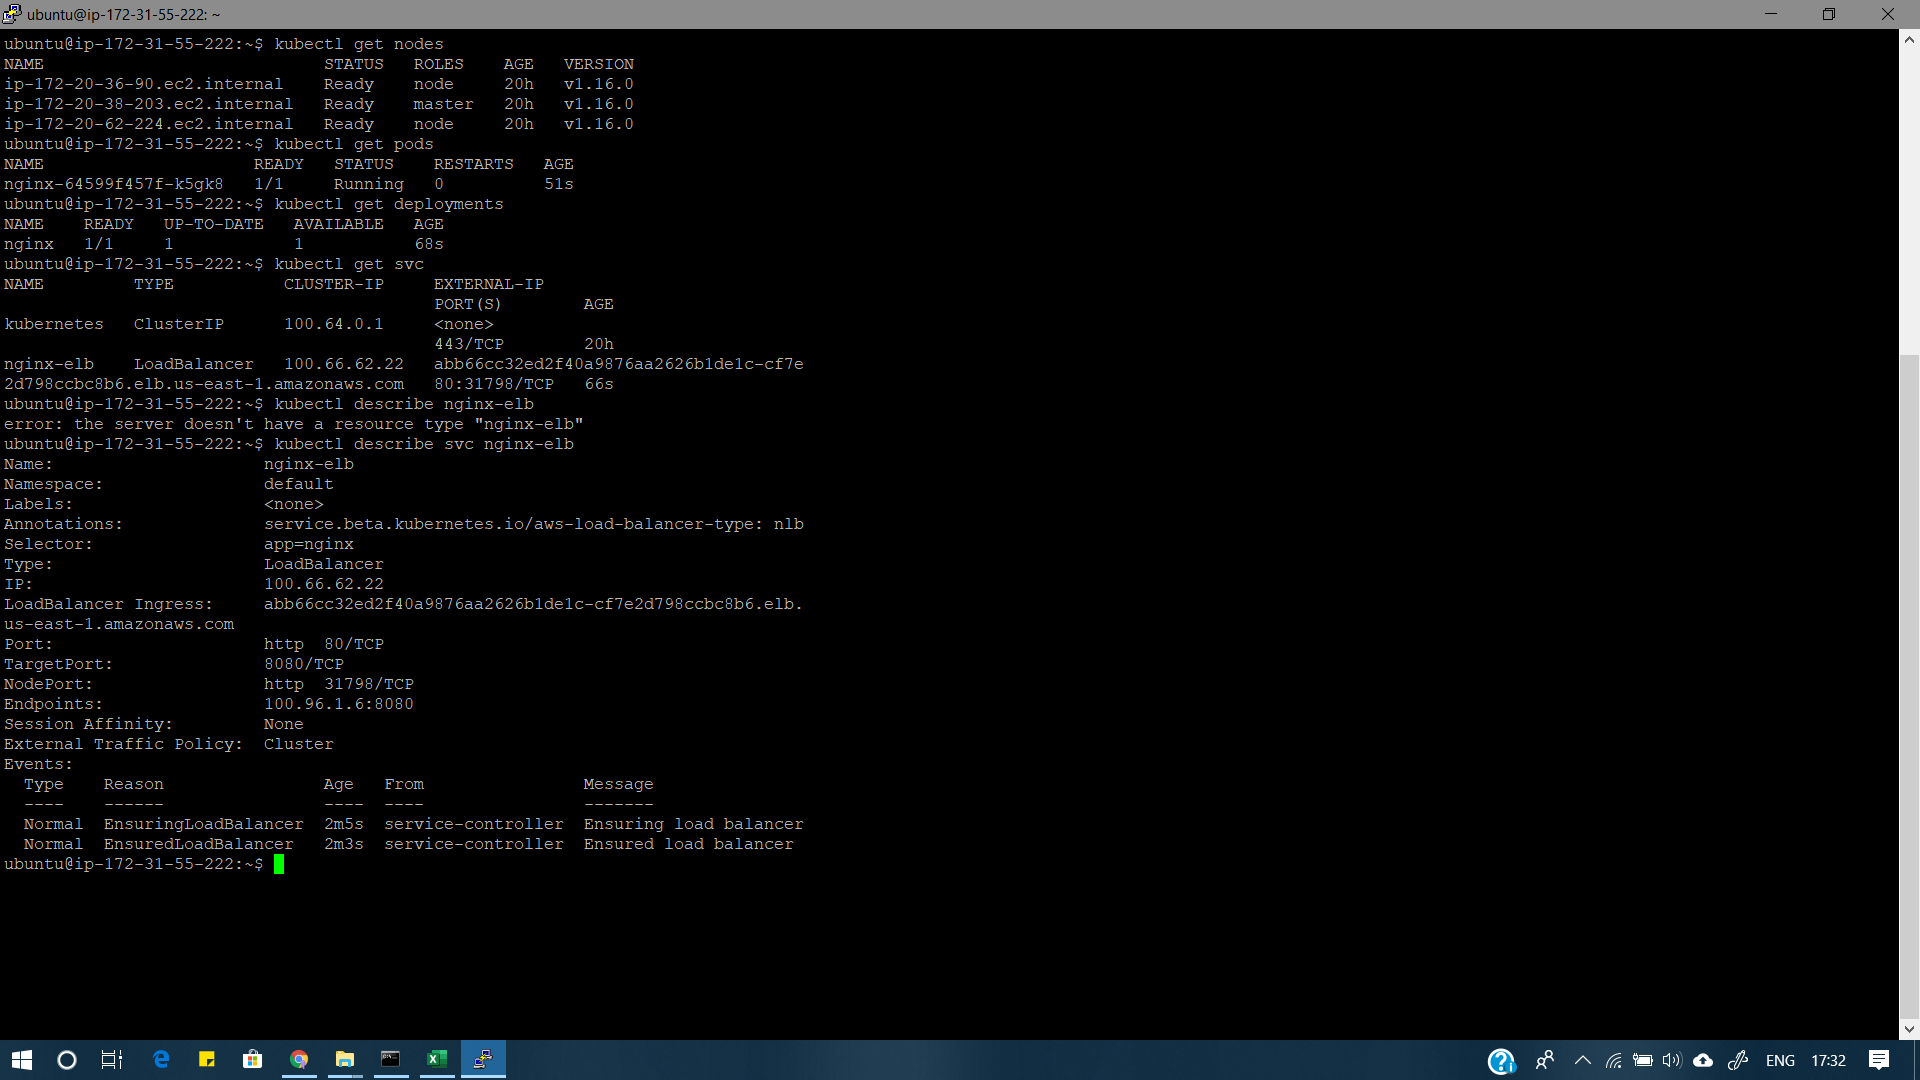 ubuntu@ip-172-31-55-222: ~
ubuntu@ip-172-31-55-222:~$ kubectl get nodes
NAME                            STATUS   ROLES    AGE   VERSION
ip-172-20-36-90.ec2.internal    Ready    node     20h   v1.16.0
ip-172-20-38-203.ec2.internal   Ready    master   20h   v1.16.0
ip-172-20-62-224.ec2.internal   Ready    node     20h   v1.16.0
ubuntu@ip-172-31-55-222:~$ kubectl get pods
NAME                     READY   STATUS    RESTARTS   AGE
nginx-64599f457f-k5gk8   1/1     Running   0          51s
ubuntu@ip-172-31-55-222:~$ kubectl get deployments
NAME    READY   UP-TO-DATE   AVAILABLE   AGE
nginx   1/1     1            1           68s
ubuntu@ip-172-31-55-222:~$ kubectl get svc
NAME         TYPE           CLUSTER-IP     EXTERNAL-IP
                                           PORT(S)        AGE
kubernetes   ClusterIP      100.64.0.1     <none>
                                           443/TCP        20h
nginx-elb    LoadBalancer   100.66.62.22   abb66cc32ed2f40a9876aa2626b1de1c-cf7e
2d798ccbc8b6.elb.us-east-1.amazonaws.com   80:31798/TCP   66s
ubuntu@ip-172-31-55-222:~$ kubectl describe nginx-elb
error: the server doesn't have a resource type "nginx-elb"
ubuntu@ip-172-31-55-222:~$ kubectl describe svc nginx-elb
Name:                     nginx-elb
Namespace:                default
Labels:                   <none>
Annotations:              service.beta.kubernetes.io/aws-load-balancer-type: nlb
Selector:                 app=nginx
Type:                     LoadBalancer
IP:                       100.66.62.22
LoadBalancer Ingress:     abb66cc32ed2f40a9876aa2626b1de1c-cf7e2d798ccbc8b6.elb.
us-east-1.amazonaws.com
Port:                     http  80/TCP
TargetPort:               8080/TCP
NodePort:                 http  31798/TCP
Endpoints:                100.96.1.6:8080
Session Affinity:         None
External Traffic Policy:  Cluster
Events:
  Type    Reason                Age   From                Message
  ----    ------                ----  ----                -------
  Normal  EnsuringLoadBalancer  2m5s  service-controller  Ensuring load balancer
  Normal  EnsuredLoadBalancer   2m3s  service-controller  Ensured load balancer
ubuntu@ip-172-31-55-222:~$
ENG 17:32